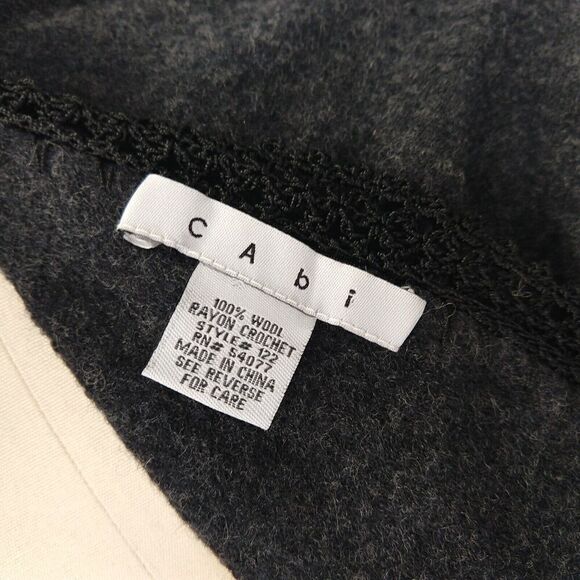 CAbi
100% WOOL
RAYON CROCHET
STYLE# 122
RN# 54077
MADE IN CHINA
SEE REVERSE
FOR CARE